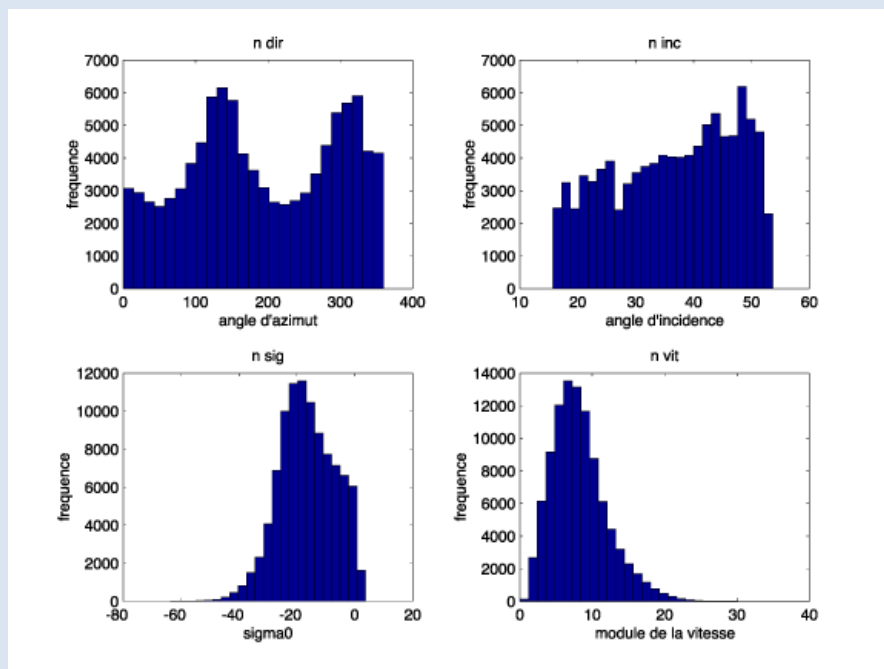 n dir
7000
6000
5000
4000
3000
2000
1000
0
frequence
0 100 200 300 400
angle d'azimut
n inc
7000
6000
5000
4000
3000
2000
1000
0
frequence
10 20 30 40 50 60
angle d'incidence
n sig
12000
10000
8000
6000
4000
2000
0
frequence
-80 -60 -40 -20 0 20
sigma0
n vit
14000
12000
10000
8000
6000
4000
2000
0
frequence
0 10 20 30 40
module de la vitesse